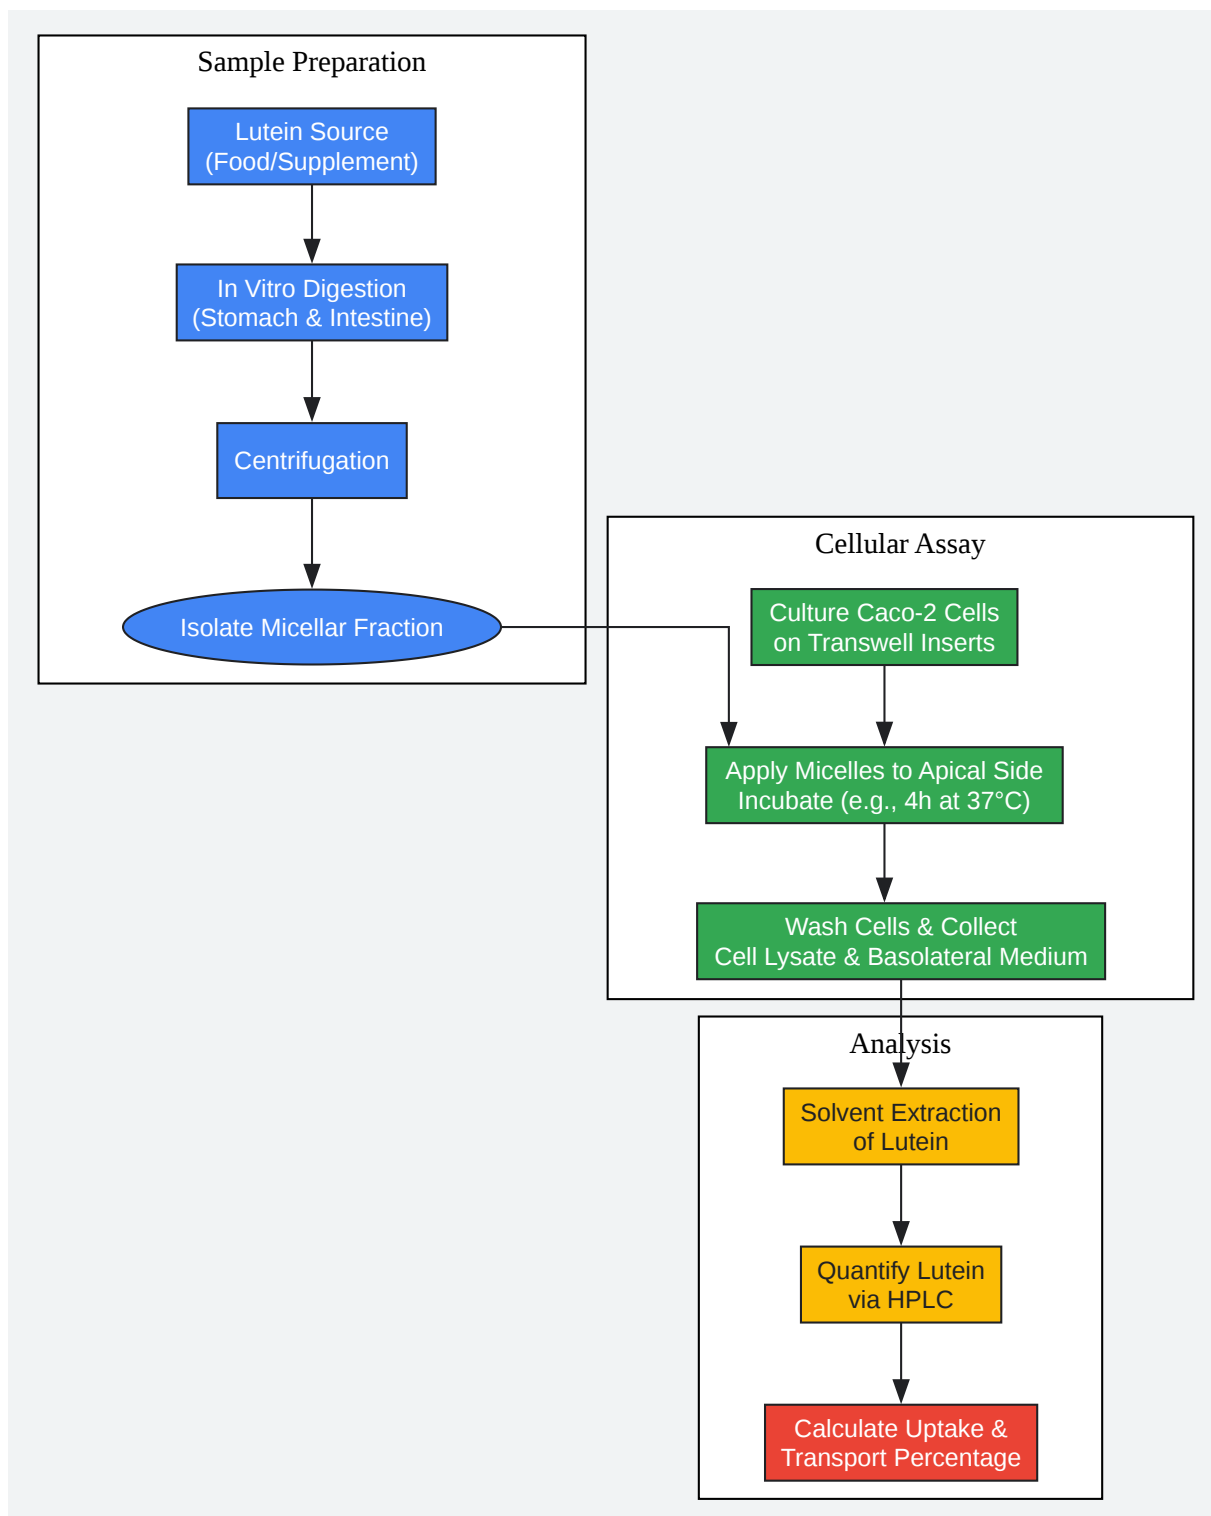 Sample Preparation
Lutein Source
(Food/Supplement)
In Vitro Digestion
(Stomach & Intestine)
Centrifugation
Isolate Micellar Fraction
Cellular Assay
Culture Caco-2 Cells
on Transwell Inserts
Apply Micelles to Apical Side
Incubate (e.g., 4h at 37°C)
Wash Cells & Collect
Cell Lysate & Basolateral Medium
Analysis
Solvent Extraction
of Lutein
Quantify Lutein
via HPLC
Calculate Uptake &
Transport Percentage